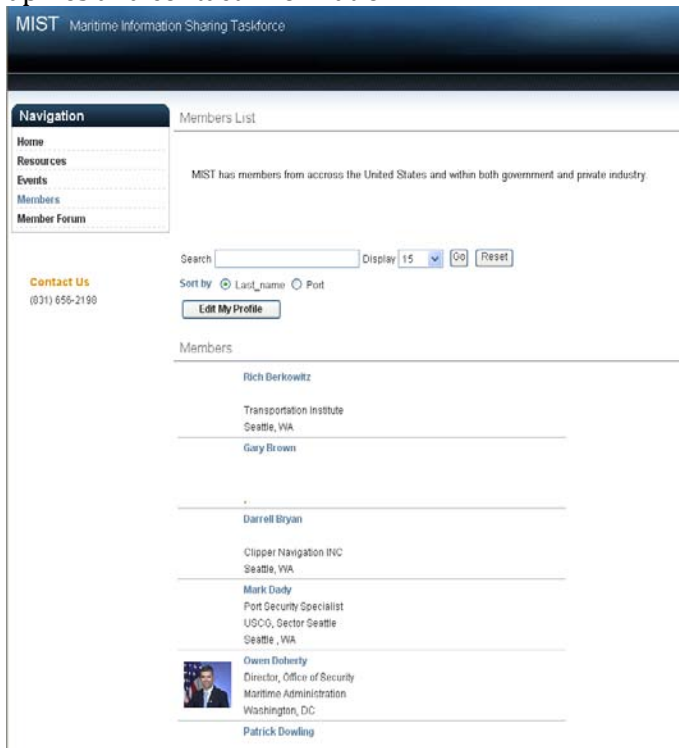 MIST Maritime Information Sharing Taskforce
Navigation
Home
Resources
Events
Members
Member Forum
Contact Us
(831) 656-2198
Members List
MIST has members from accross the United States and within both government and private industry.
Search Display 15 Go Reset
Sort by Last_name Port
Edit My Profile
Members
Rich Berkowitz
Transportation Institute
Seattle, WA
Gary Brown
,
Darrell Bryan
Clipper Navigation INC
Seattle, WA
Mark Dady
Port Security Specialist
USCG, Sector Seattle
Seattle , WA
Owen Doherty
Director, Office of Security
Maritime Administration
Washington, DC
Patrick Dowling